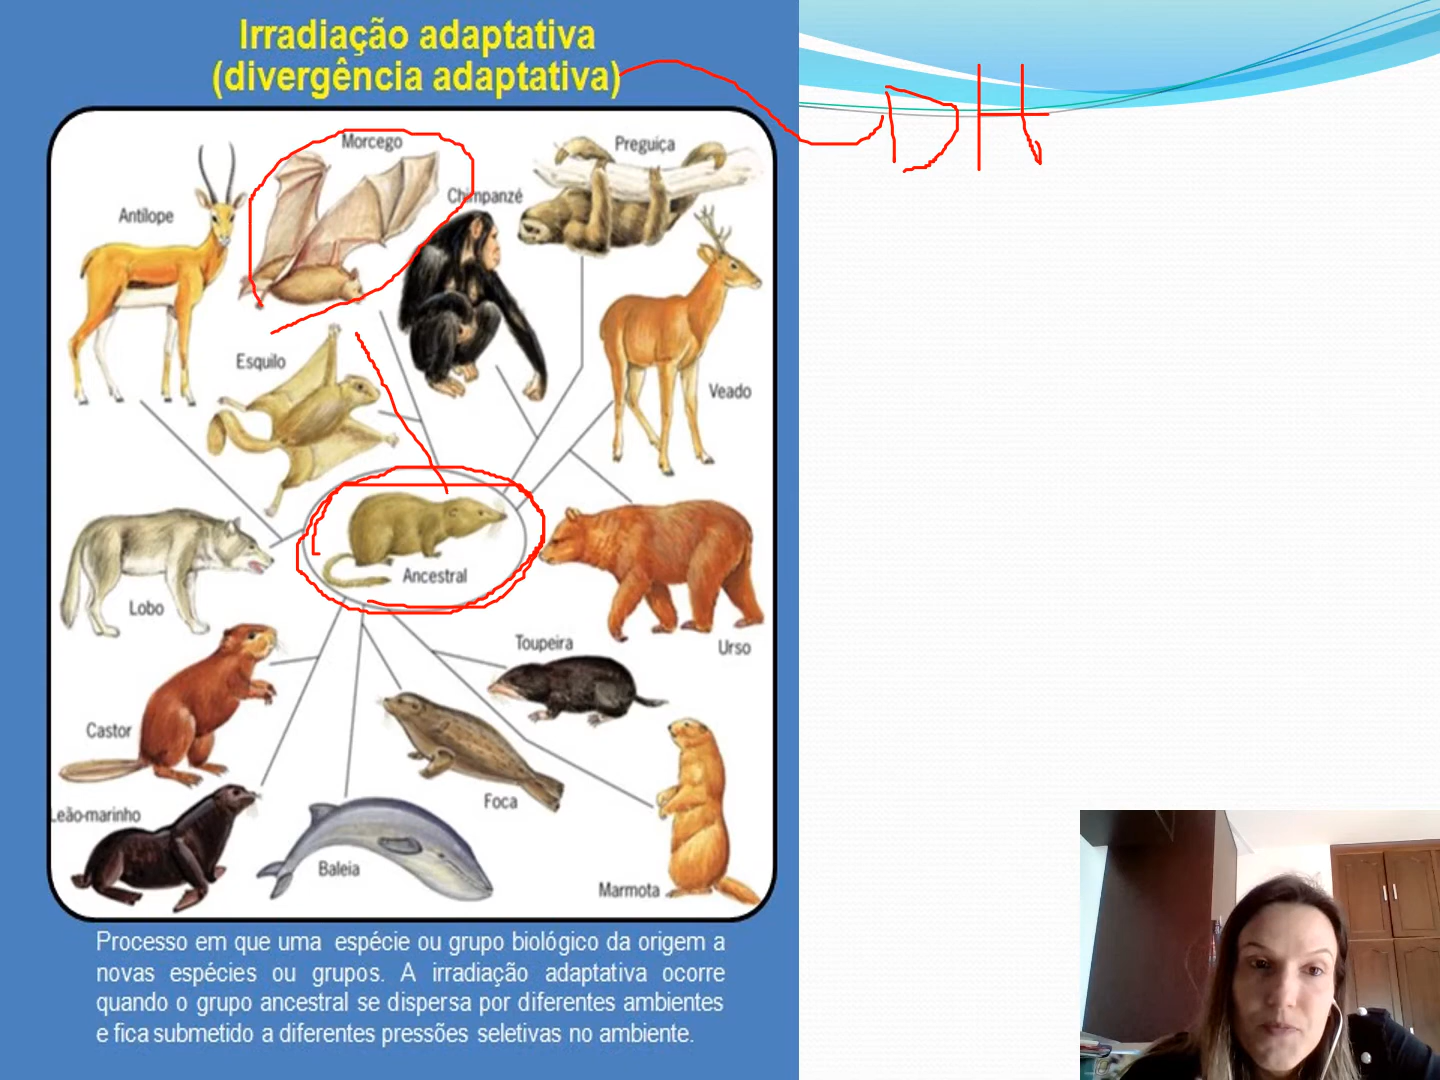 Irradiação adaptativa
(divergência adaptativa)
DH
Morcego
Preguiça
Chimpanzé
Antílope
Esquilo
Veado
Ancestral
Lobo
Urso
Toupeira
Castor
Foca
Leão-marinho
Baleia
Marmota
Processo em que uma espécie ou grupo biológico da origem a
novas espécies ou grupos. A irradiação adaptativa ocorre
quando o grupo ancestral se dispersa por diferentes ambientes
e fica submetido a diferentes pressões seletivas no ambiente.